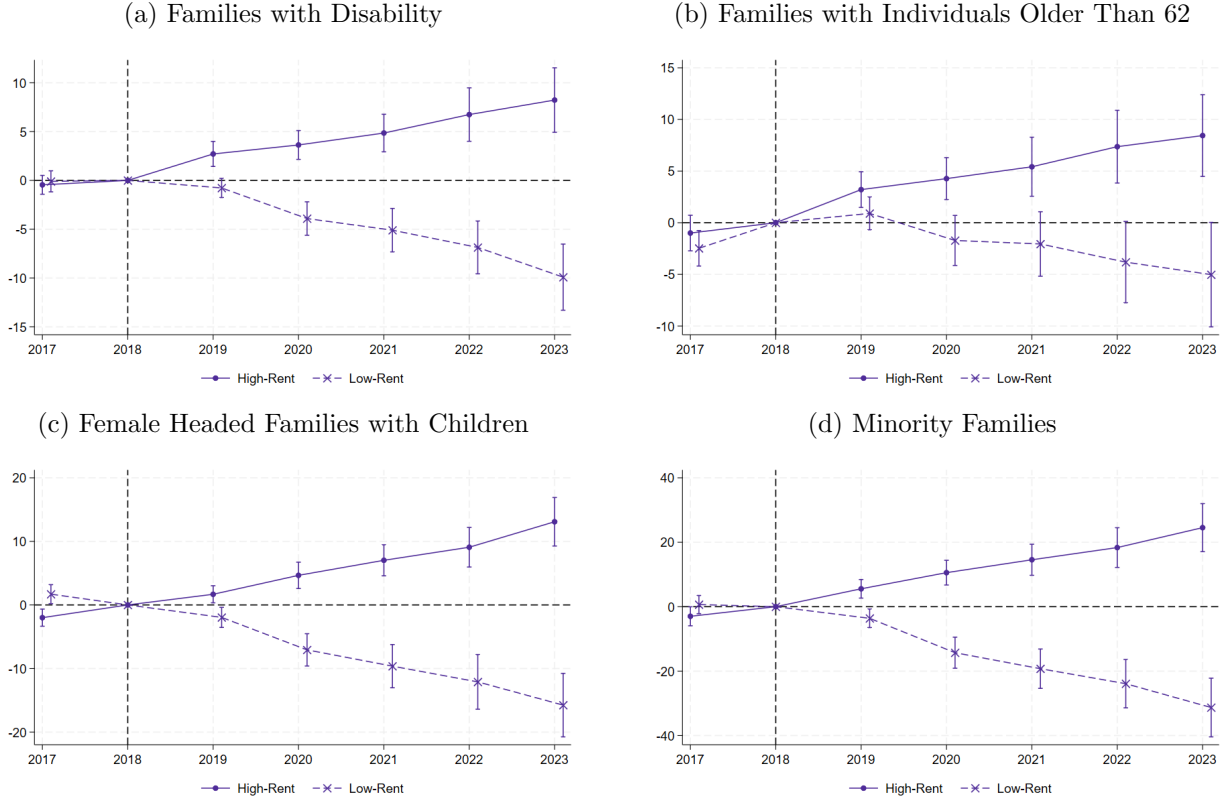 (a) Families with Disability
10
5
0
-5
-10
-15
2017 2018 2019 2020 2021 2022 2023
High-Rent Low-Rent
(b) Families with Individuals Older Than 62
15
10
5
0
-5
-10
2017 2018 2019 2020 2021 2022 2023
High-Rent Low-Rent
(c) Female Headed Families with Children
20
10
0
-10
-20
2017 2018 2019 2020 2021 2022 2023
High-Rent Low-Rent
(d) Minority Families
40
20
0
-20
-40
2017 2018 2019 2020 2021 2022 2023
High-Rent Low-Rent